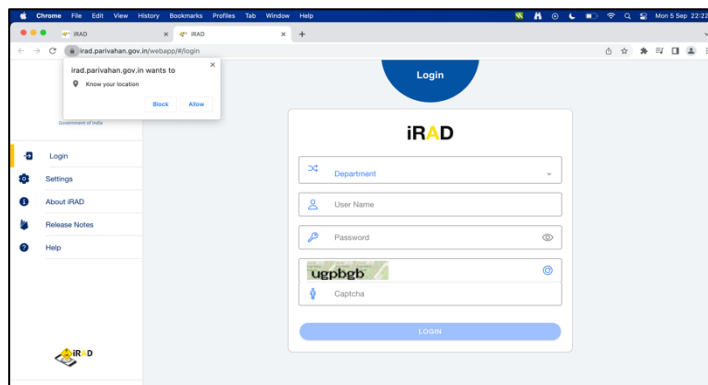 Chrome File Edit View History Bookmarks Profiles Tab Window Help Mon 5 Sep 22:22
iRAD
iRAD
irad.parivahan.gov.in/webapp/#/login
irad.parivahan.gov.in wants to
Know your location
Block Allow
Government of India
Login
Settings
About iRAD
Release Notes
Help
iRAD
Login
iRAD
Department
User Name
Password
ugpbgb
Captcha
LOGIN